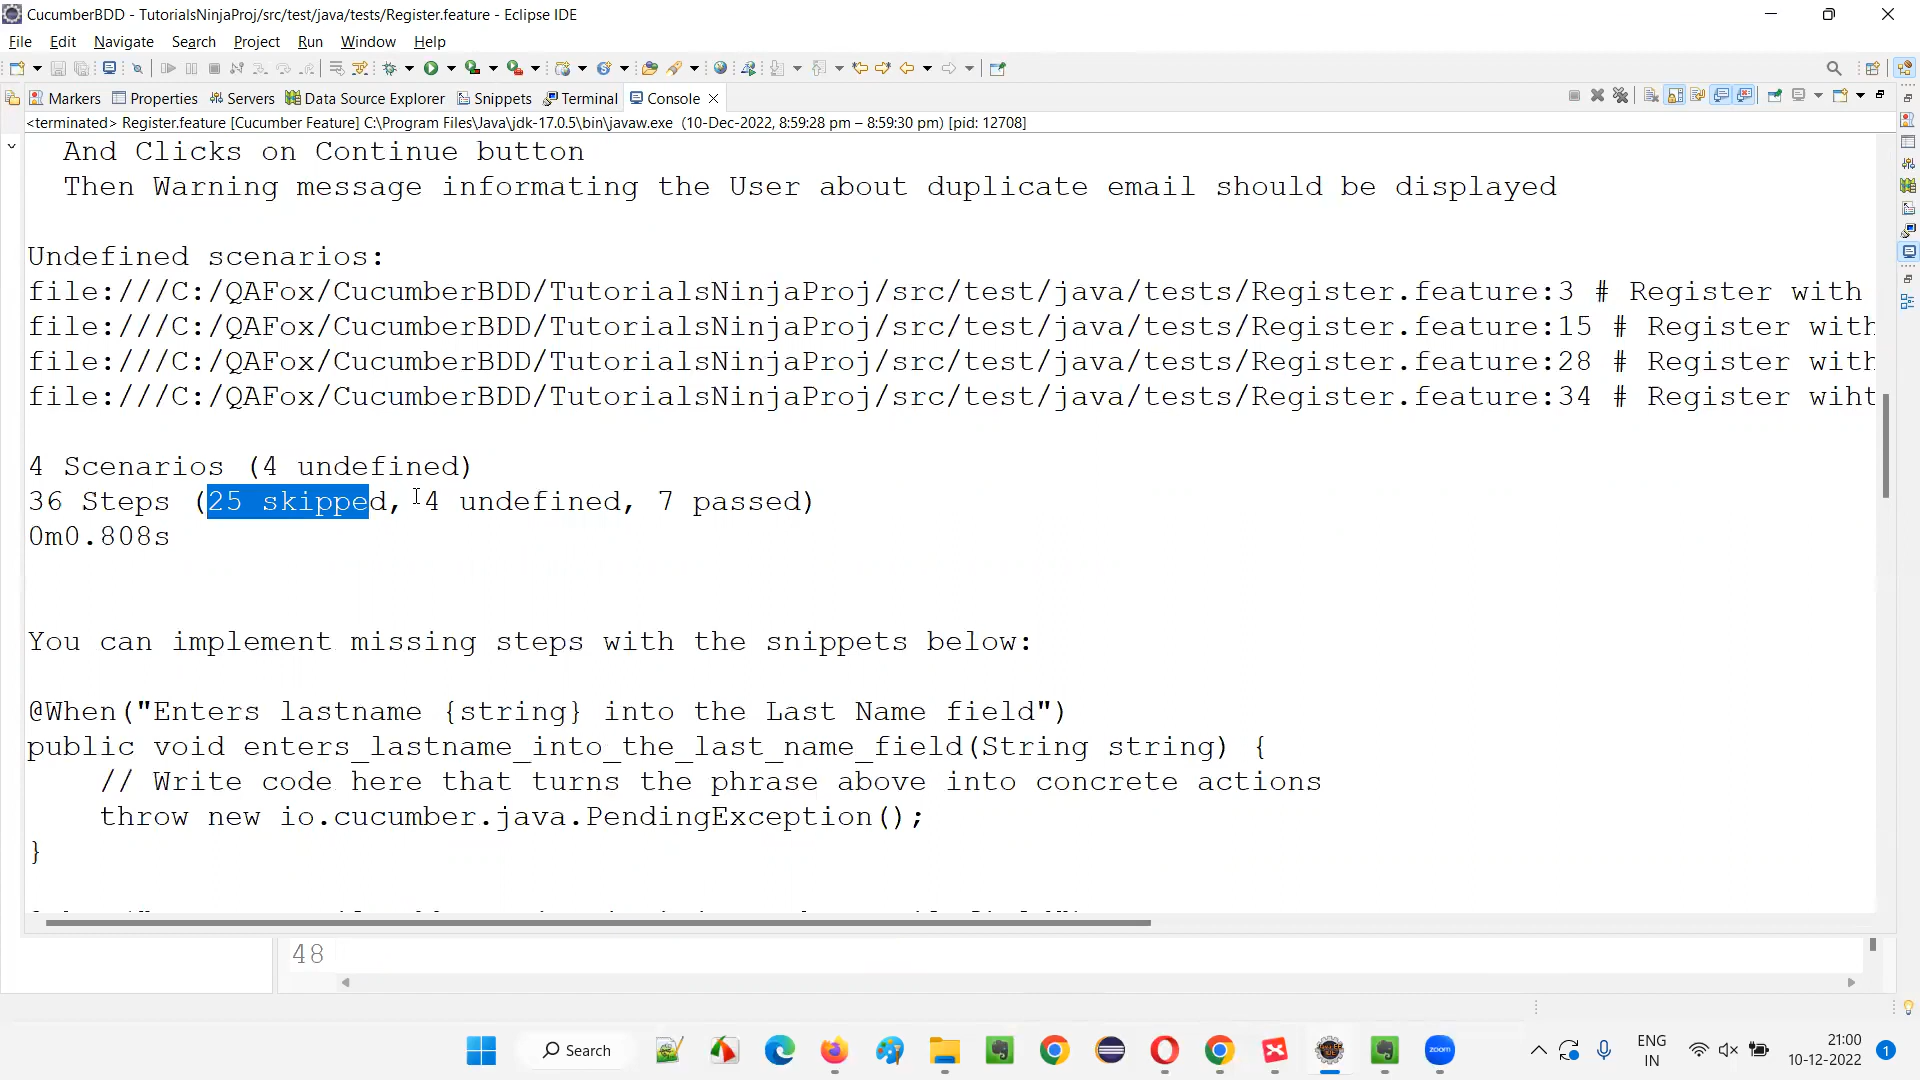 CucumberBDD - TutorialsNinjaProj/src/test/java/tests/Register.feature - Eclipse IDE
File Edit Navigate Search Project Run Window Help
Markers Properties Servers Data Source Explorer Snippets Terminal Console
<terminated> Register.feature [Cucumber Feature] C:\Program Files\Java\jdk-17.0.5\bin\javaw.exe (10-Dec-2022, 8:59:28 pm – 8:59:30 pm) [pid: 12708]
And Clicks on Continue button
Then Warning message informating the User about duplicate email should be displayed
Undefined scenarios:
file:///C:/QAFox/CucumberBDD/TutorialsNinjaProj/src/test/java/tests/Register.feature:3 # Register with
file:///C:/QAFox/CucumberBDD/TutorialsNinjaProj/src/test/java/tests/Register.feature:15 # Register with
file:///C:/QAFox/CucumberBDD/TutorialsNinjaProj/src/test/java/tests/Register.feature:28 # Register with
file:///C:/QAFox/CucumberBDD/TutorialsNinjaProj/src/test/java/tests/Register.feature:34 # Register wiht
4 Scenarios (4 undefined)
36 Steps (25 skipped, 4 undefined, 7 passed)
0m0.808s
You can implement missing steps with the snippets below:
@When("Enters lastname {string} into the Last Name field")
public void enters_lastname_into_the_last_name_field(String string) {
// Write code here that turns the phrase above into concrete actions
throw new io.cucumber.java.PendingException();
}
48
Search
zoom
ENG
IN
21:00
10-12-2022
1